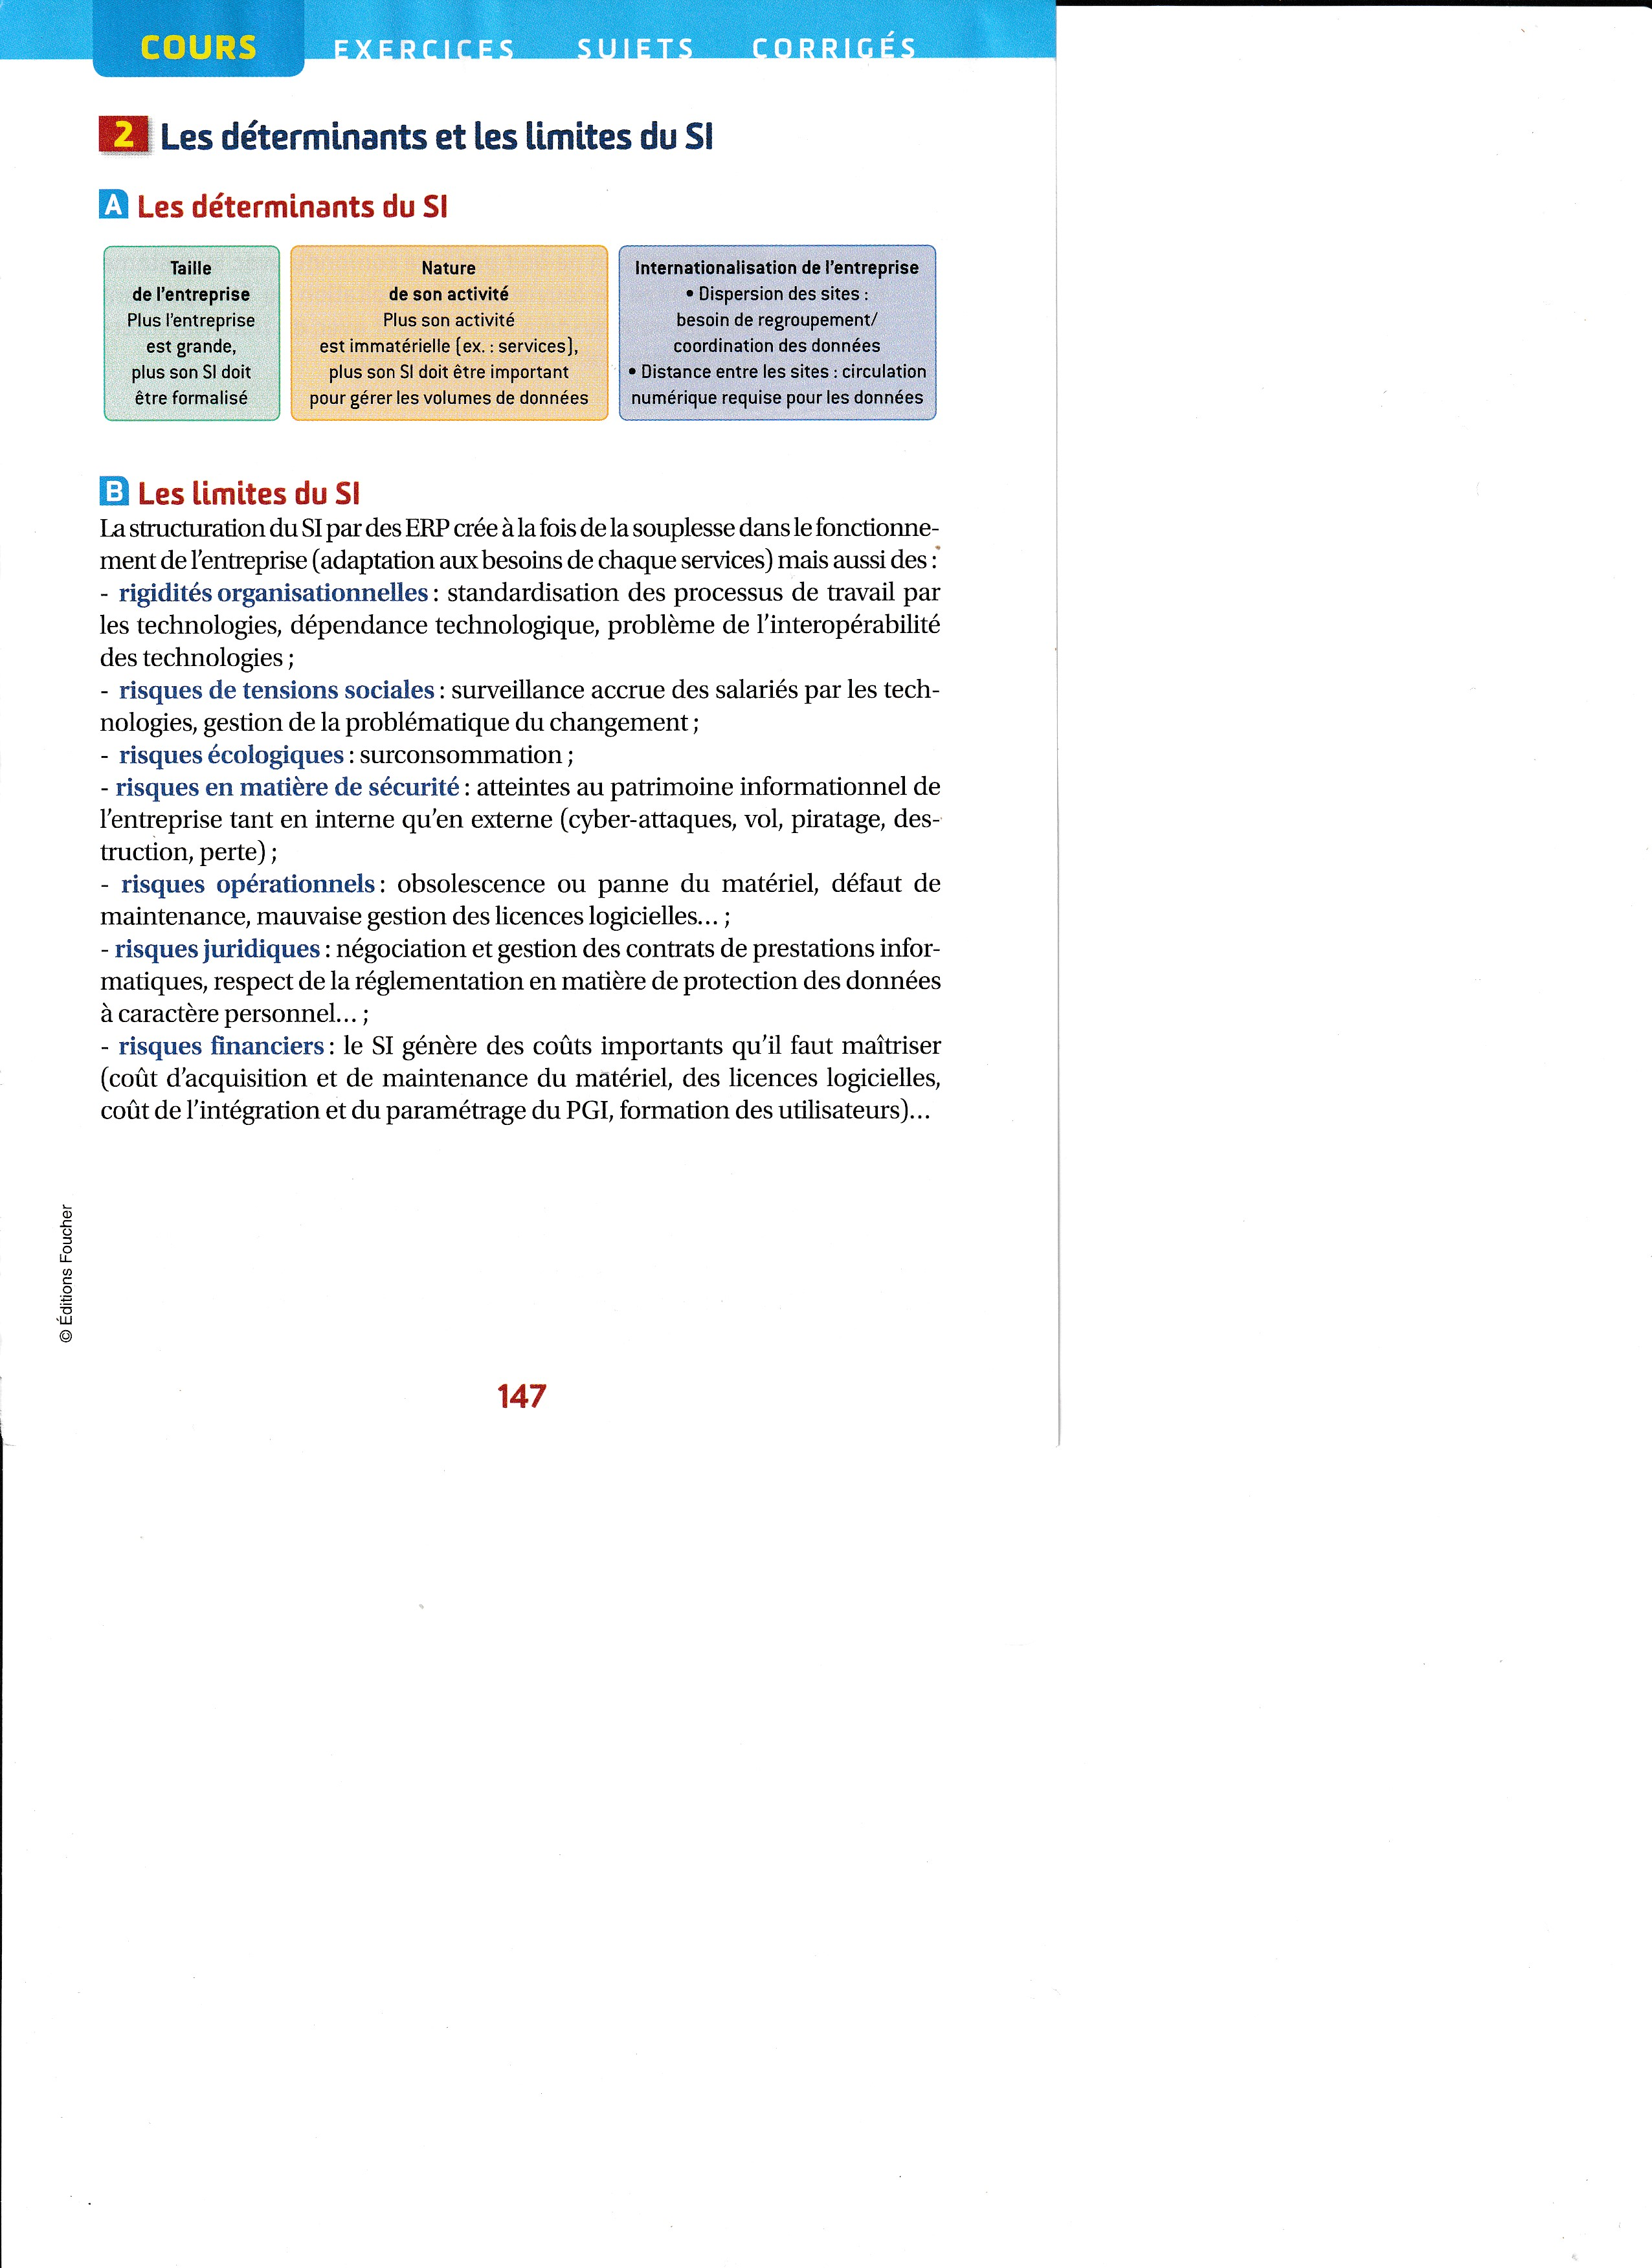 COURS EXERCICES SUJETS CORRIGÉS
2 Les déterminants et les limites du SI
A Les déterminants du SI
Taille
de l'entreprise
Plus l'entreprise
est grande,
plus son SI doit
être formalisé
Nature
de son activité
Plus son activité
est immatérielle (ex. : services),
plus son SI doit être important
pour gérer les volumes de données
Internationalisation de l'entreprise
• Dispersion des sites :
besoin de regroupement/
coordination des données
• Distance entre les sites : circulation
numérique requise pour les données
B Les limites du SI
La structuration du SI par des ERP crée à la fois de la souplesse dans le fonctionne-
ment de l'entreprise (adaptation aux besoins de chaque services) mais aussi des :
- rigidités organisationnelles : standardisation des processus de travail par
les technologies, dépendance technologique, problème de l'interopérabilité
des technologies ;
- risques de tensions sociales : surveillance accrue des salariés par les tech-
nologies, gestion de la problématique du changement ;
- risques écologiques : surconsommation ;
- risques en matière de sécurité : atteintes au patrimoine informationnel de
l'entreprise tant en interne qu'en externe (cyber-attaques, vol, piratage, des-
truction, perte) ;
- risques opérationnels : obsolescence ou panne du matériel, défaut de
maintenance, mauvaise gestion des licences logicielles... ;
- risques juridiques : négociation et gestion des contrats de prestations infor-
matiques, respect de la réglementation en matière de protection des données
à caractère personnel... ;
- risques financiers : le SI génère des coûts importants qu'il faut maîtriser
(coût d'acquisition et de maintenance du matériel, des licences logicielles,
coût de l'intégration et du paramétrage du PGI, formation des utilisateurs)...
© Éditions Foucher
147